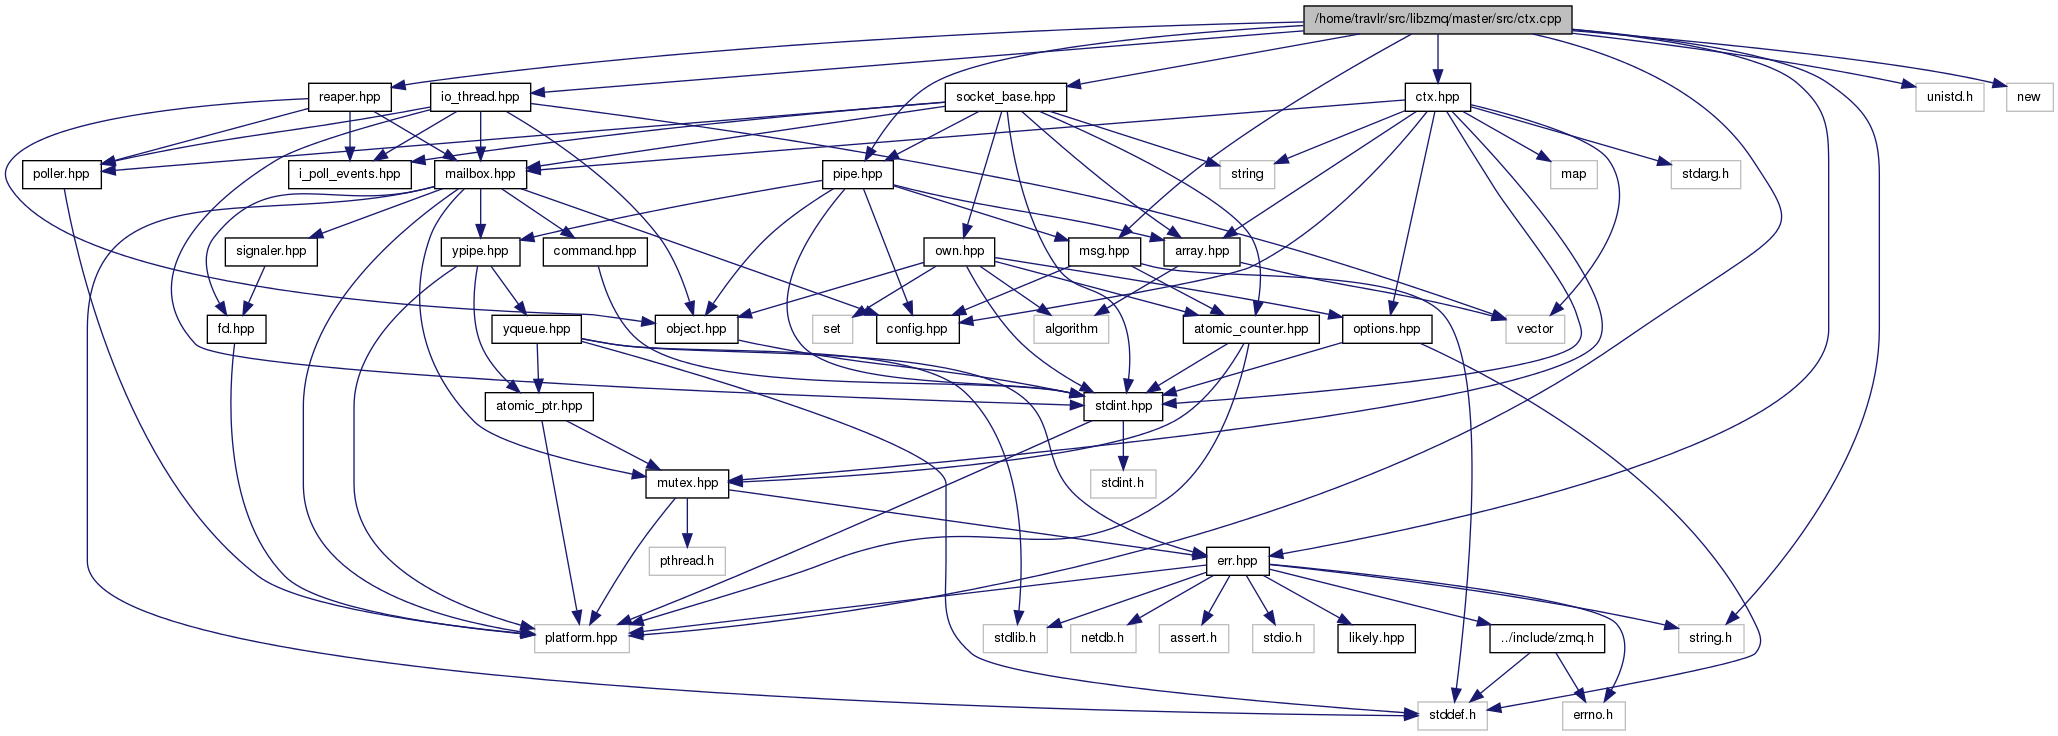 /home/travlr/src/libzmq/master/src/ctx.cpp
reaper.hpp
io_thread.hpp
socket_base.hpp
ctx.hpp
unistd.h
new
poller.hpp
i_poll_events.hpp
mailbox.hpp
pipe.hpp
string
map
stdarg.h
signaler.hpp
ypipe.hpp
command.hpp
own.hpp
msg.hpp
array.hpp
fd.hpp
yqueue.hpp
object.hpp
set
config.hpp
algorithm
atomic_counter.hpp
options.hpp
vector
atomic_ptr.hpp
stdint.hpp
mutex.hpp
stdint.h
pthread.h
err.hpp
platform.hpp
stdlib.h
netdb.h
assert.h
stdio.h
likely.hpp
../include/zmq.h
string.h
stddef.h
errno.h